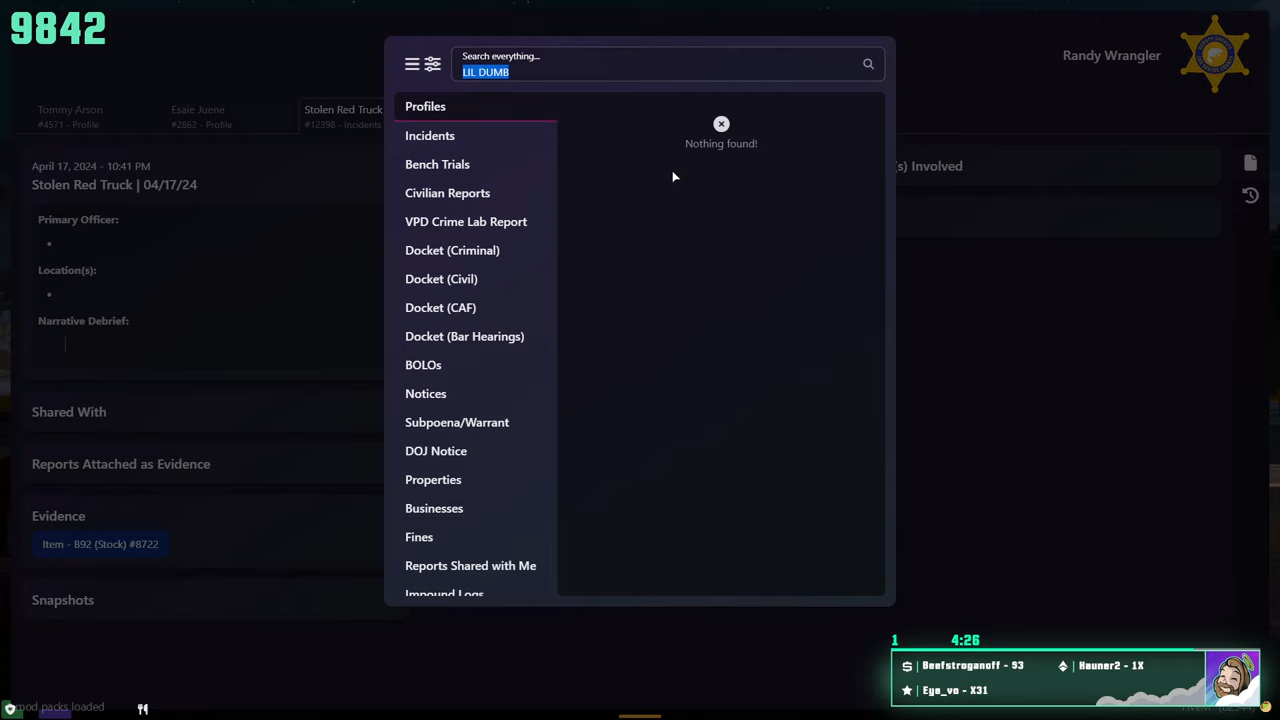 9842
Search everything...
LIL DUMB
Randy Wrangler
Tommy Arson
#4571 - Profile
Esaie Juene
#2862 - Profile
Stolen Red Truck
#12398 - Incidents
Profiles
Nothing found!
Incidents
Bench Trials
Civilian Reports
VPD Crime Lab Report
Docket (Criminal)
Docket (Civil)
Docket (CAF)
Docket (Bar Hearings)
BOLOs
Notices
Subpoena/Warrant
DOJ Notice
Properties
Businesses
Fines
Reports Shared with Me
Impound Logs
April 17, 2024 - 10:41 PM
Stolen Red Truck | 04/17/24
Primary Officer:
Location(s):
Narrative Debrief:
(s) Involved
Shared With
Reports Attached as Evidence
Evidence
Item - B92 (Stock) #8722
Snapshots
1 4:26
Beefstroganoff - 93
Hauner2 - 1X
Eye_vo - X31
mod packs loaded